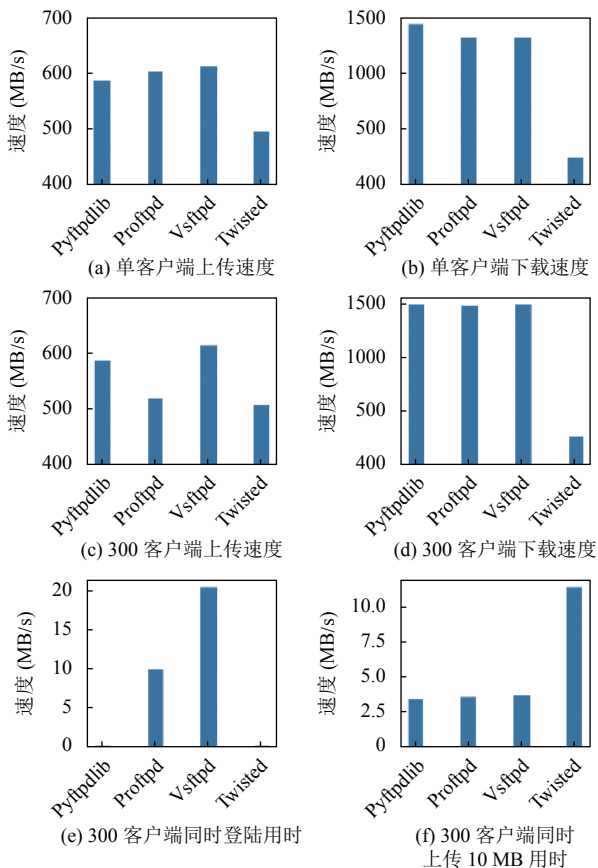 700
600
500
400
速度 (MB/s)
Pyftpdlib
Proftpd
Vsftpd
Twisted
(a) 单客户端上传速度
1500
1000
500
400
速度 (MB/s)
Pyftpdlib
Proftpd
Vsftpd
Twisted
(b) 单客户端下载速度
700
600
500
400
速度 (MB/s)
Pyftpdlib
Proftpd
Vsftpd
Twisted
(c) 300 客户端上传速度
1500
1000
500
400
速度 (MB/s)
Pyftpdlib
Proftpd
Vsftpd
Twisted
(d) 300 客户端下载速度
20
15
10
5
0
速度 (MB/s)
Pyftpdlib
Proftpd
Vsftpd
Twisted
(e) 300 客户端同时登陆用时
10.0
7.5
5.0
2.5
0
速度 (MB/s)
Pyftpdlib
Proftpd
Vsftpd
Twisted
(f) 300 客户端同时
上传 10 MB 用时